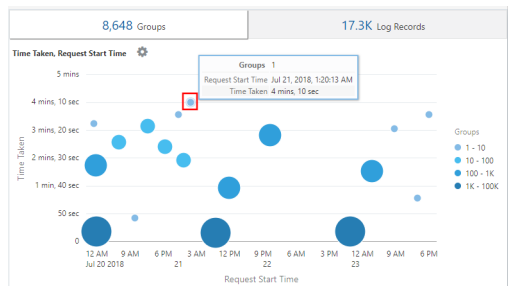 8,648 Groups
17.3K Log Records
Time Taken, Request Start Time
Groups 1
Request Start Time Jul 21, 2018, 1:20:13 AM
Time Taken 4 mins, 10 sec
5 mins
4 mins, 10 sec
3 mins, 20 sec
2 mins, 30 sec
1 min, 40 sec
50 sec
0
Time Taken
12 AM 9 AM 6 PM 3 AM 12 PM 9 PM 6 AM 3 PM 12 AM 9 AM 6 PM
Jul 20 2018 21 22 23
Request Start Time
Groups
1 - 10
10 - 100
100 - 1K
1K - 100K